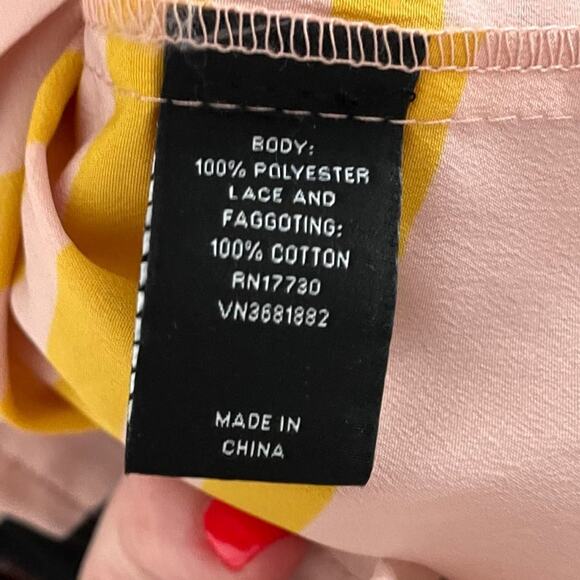 BODY:
100% POLYESTER
LACE AND
FAGGOTING:
100% COTTON
RN17730
VN3681882
MADE IN
CHINA